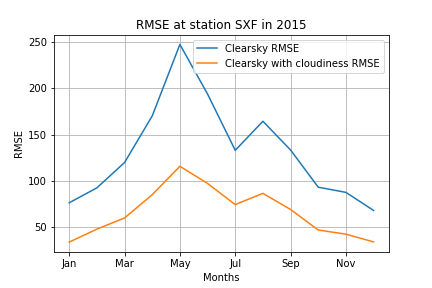 RMSE at station SXF in 2015
Clearsky RMSE
Clearsky with cloudiness RMSE
RMSE
250
200
150
100
50
Jan Mar May Jul Sep Nov
Months